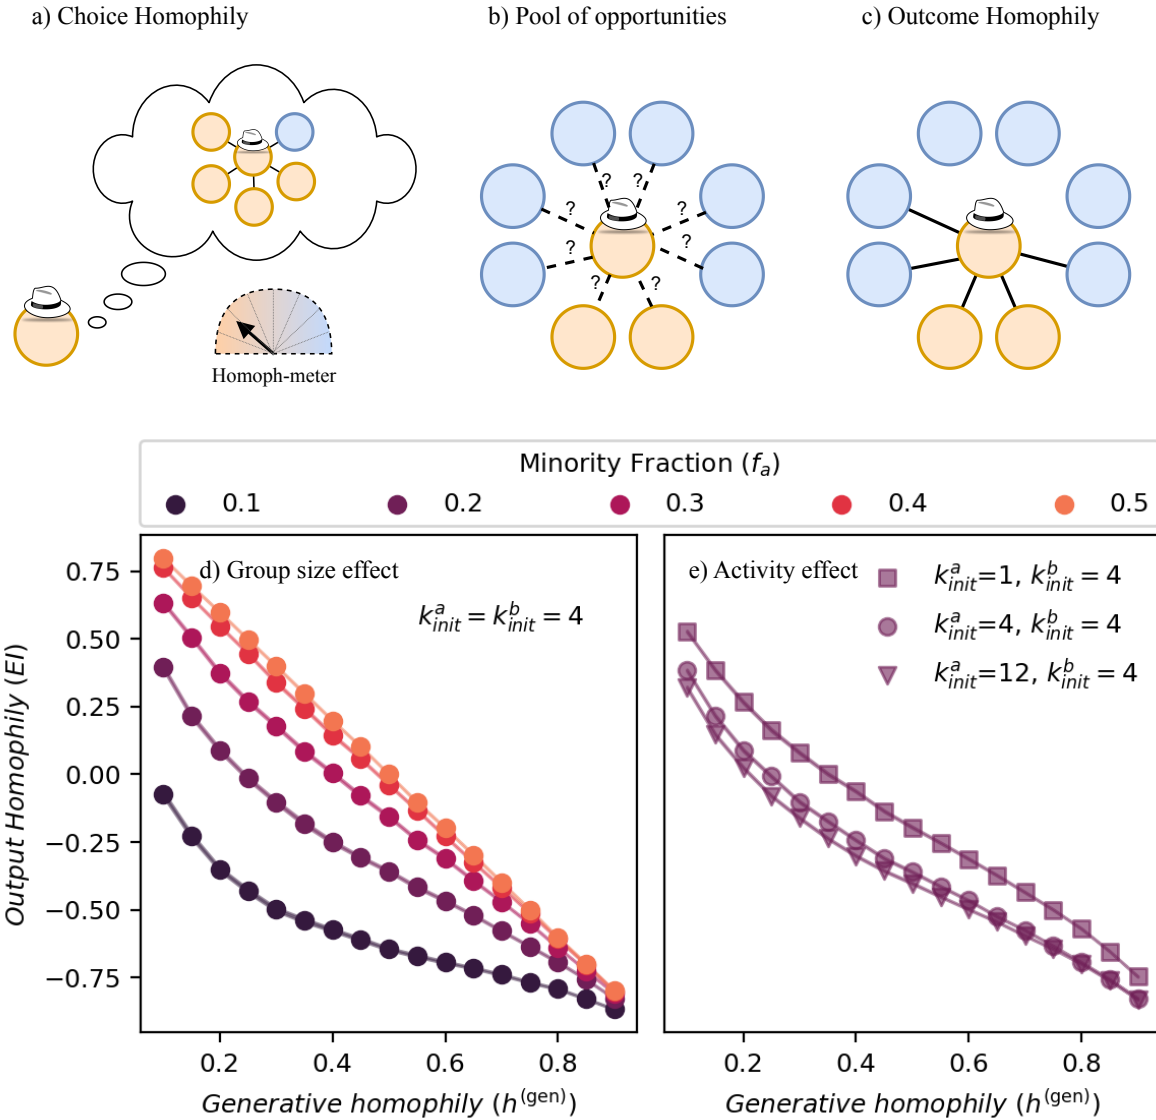 a) Choice Homophily
b) Pool of opportunities
c) Outcome Homophily
?
?
?
?
?
?
?
?
Homoph-meter
Minority Fraction (f_a)
0.1 0.2 0.3 0.4 0.5
d) Group size effect
k^a_init = k^b_init = 4
0.75
0.50
0.25
0.00
−0.25
−0.50
−0.75
Output Homophily (EI)
0.2 0.4 0.6 0.8
Generative homophily (h^(gen))
e) Activity effect
k^a_init=1, k^b_init = 4
k^a_init=4, k^b_init = 4
k^a_init=12, k^b_init = 4
0.2 0.4 0.6 0.8
Generative homophily (h^(gen))